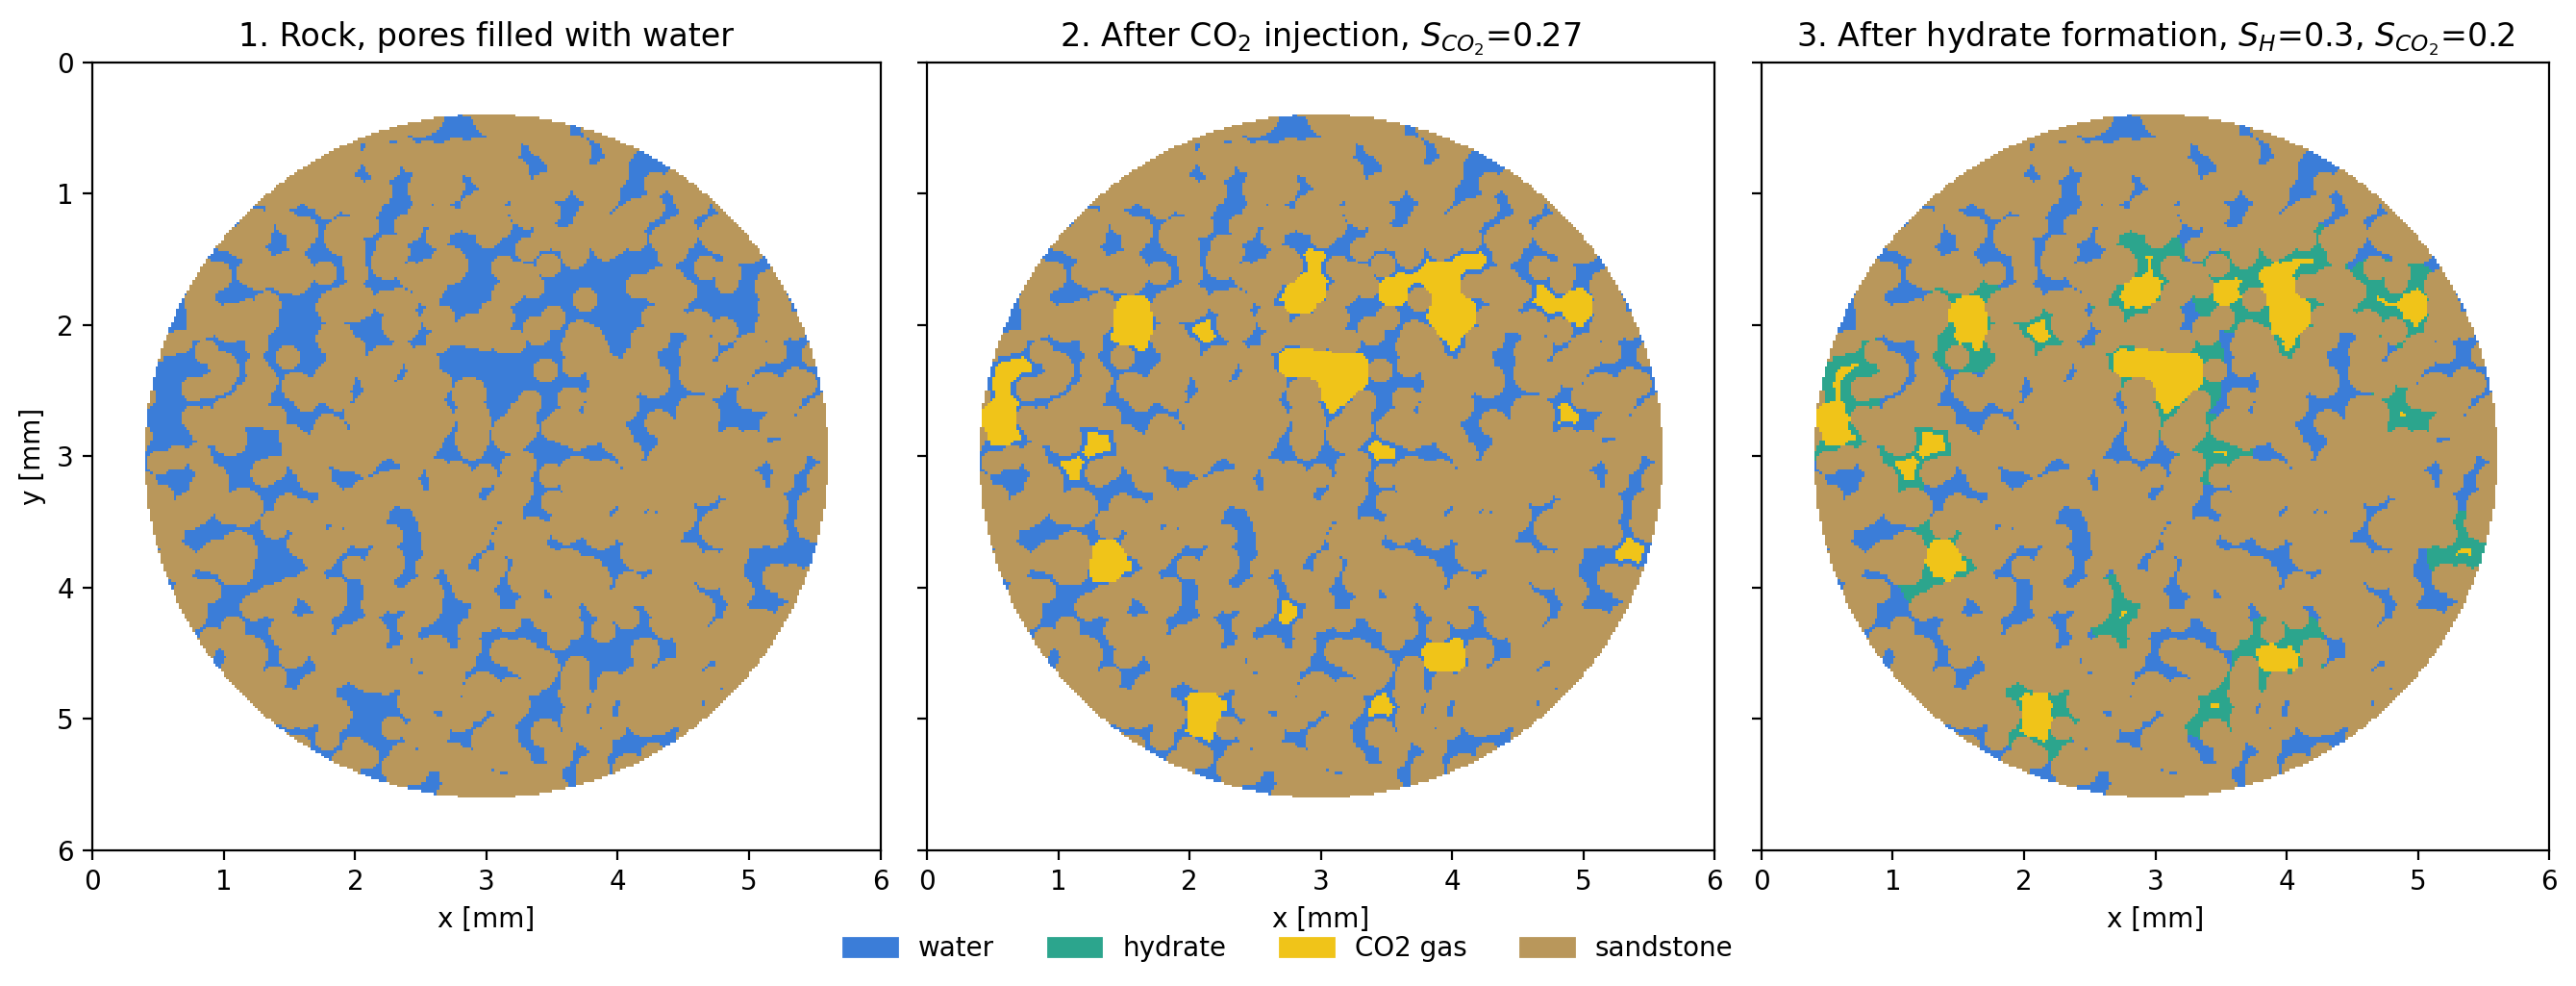 1. Rock, pores filled with water
2. After CO₂ injection, S_CO₂=0.27
3. After hydrate formation, S_H=0.3, S_CO₂=0.2
y [mm]
0
1
2
3
4
5
6
0 1 2 3 4 5 6
0 1 2 3 4 5 6
0 1 2 3 4 5 6
x [mm]
x [mm]
x [mm]
water hydrate CO2 gas sandstone